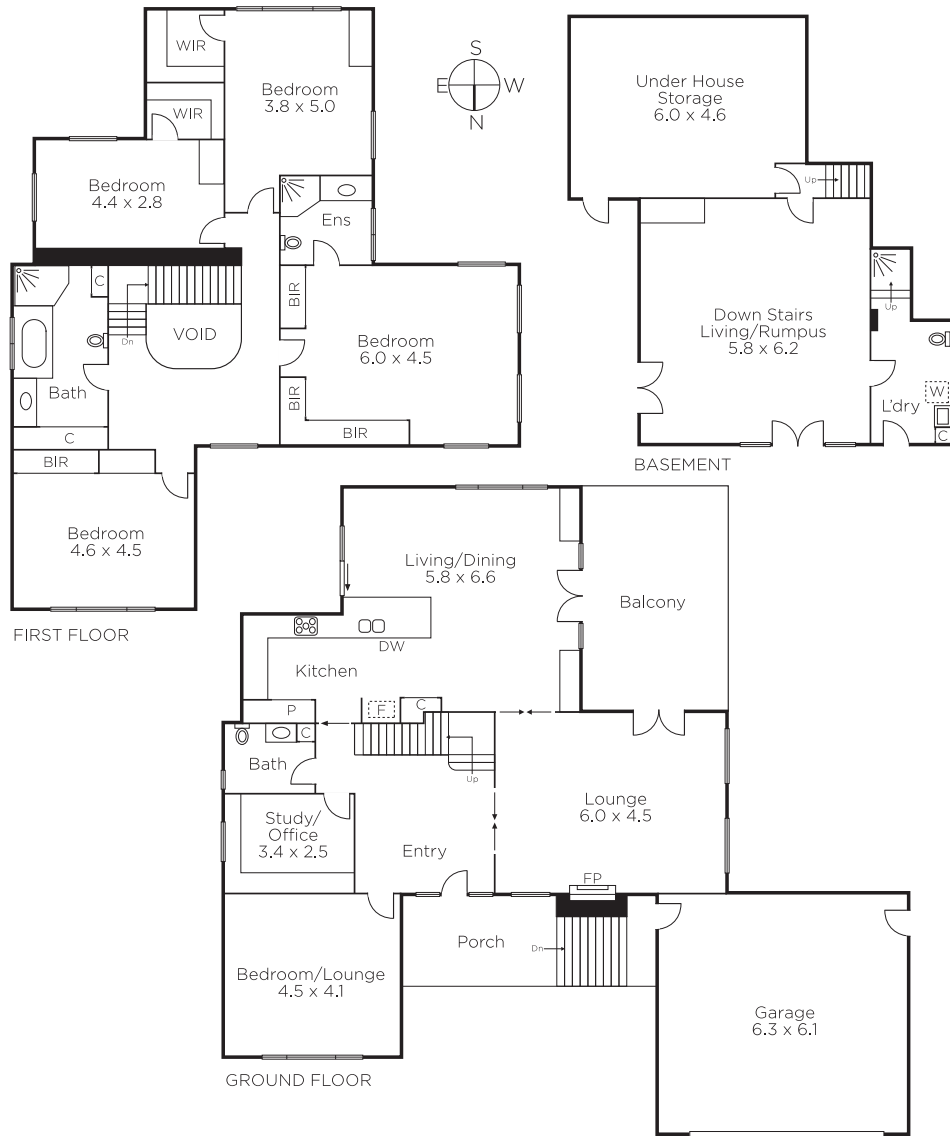 WIR
Bedroom
3.8 x 5.0
WIR
Bedroom
4.4 x 2.8
Ens
C
Dn
VOID
BIR
Bedroom
6.0 x 4.5
Bath
BIR
C
BIR
BIR
Bedroom
4.6 x 4.5
FIRST FLOOR
S
E
W
N
Under House
Storage
6.0 x 4.6
Up
Up
Down Stairs
Living/Rumpus
5.8 x 6.2
W
L'dry
C
BASEMENT
Living/Dining
5.8 x 6.6
Balcony
DW
Kitchen
P
F
C
C
Bath
Up
Lounge
6.0 x 4.5
Study/
Office
3.4 x 2.5
Entry
FP
Porch
Dn
Bedroom/Lounge
4.5 x 4.1
Garage
6.3 x 6.1
GROUND FLOOR